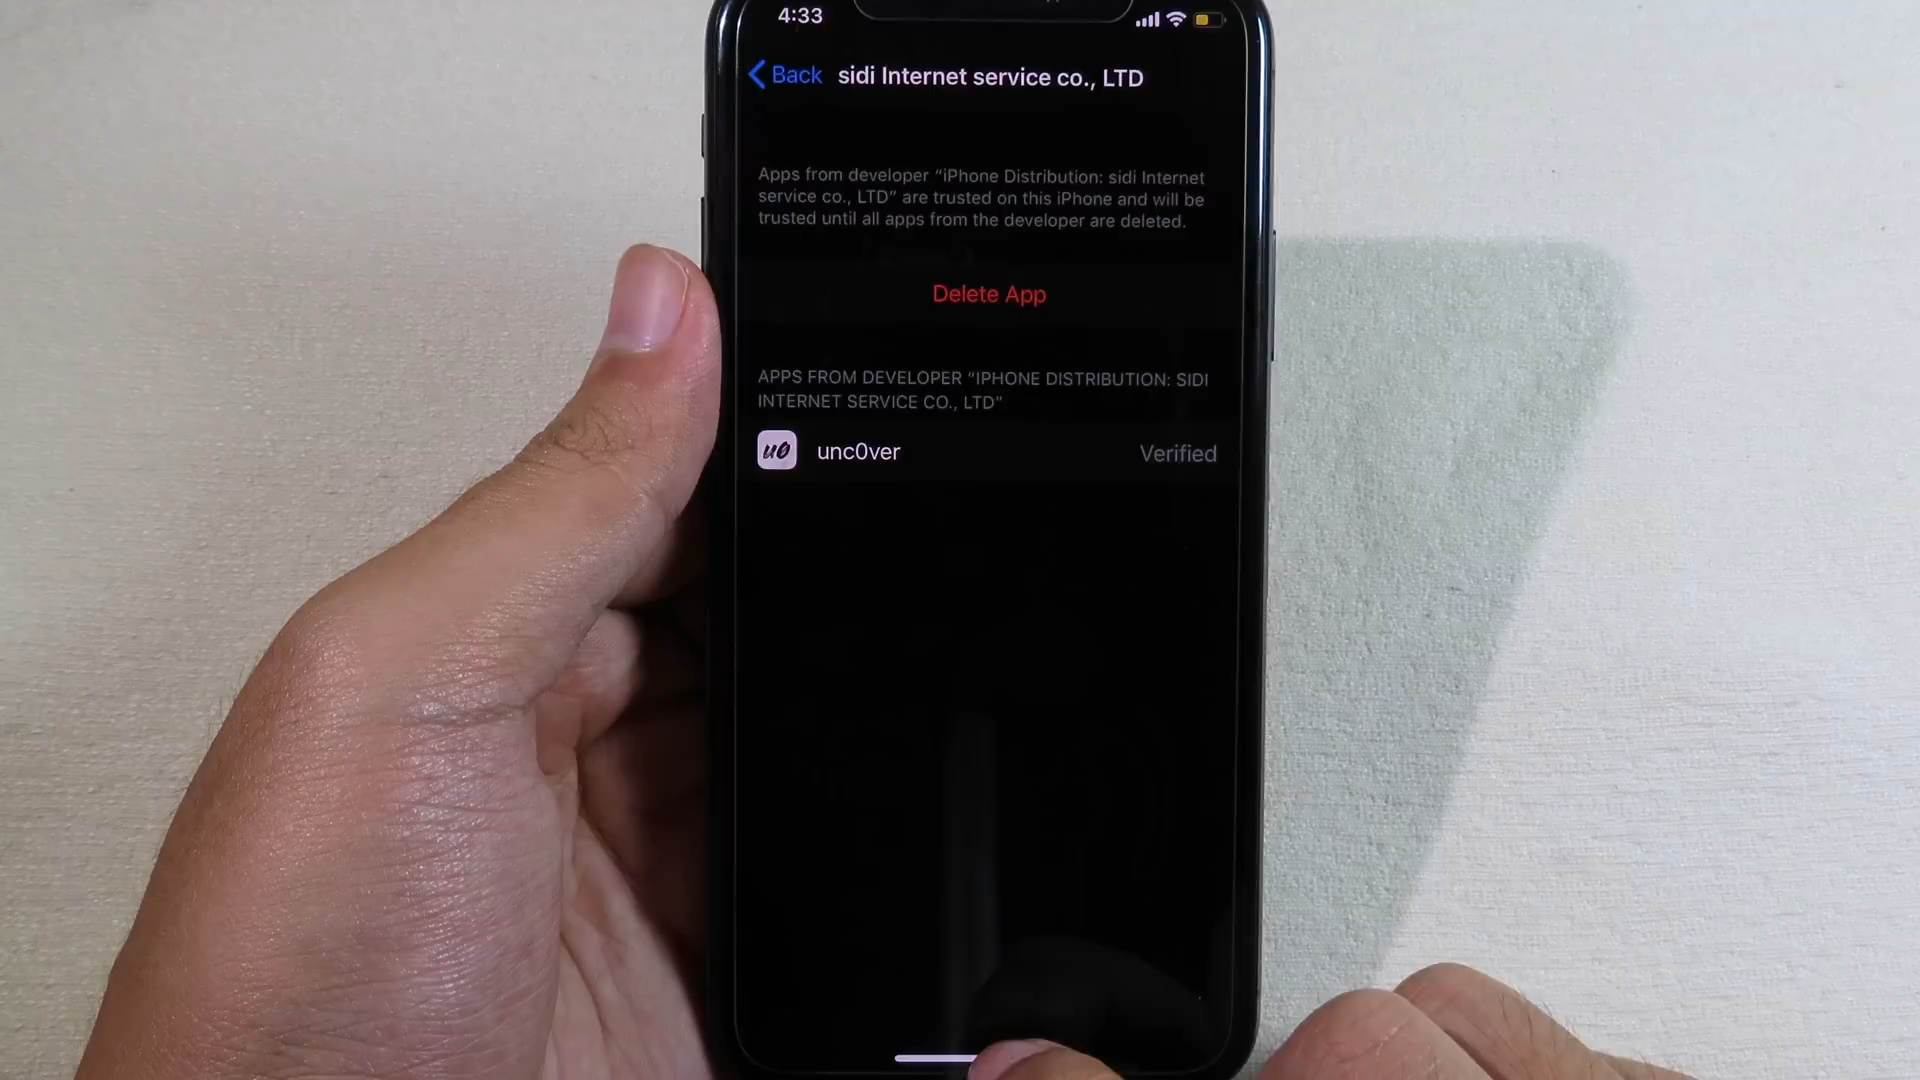 4:33
Back sidi Internet service co., LTD
Apps from developer “iPhone Distribution: sidi Internet
service co., LTD” are trusted on this iPhone and will be
trusted until all apps from the developer are deleted.
Delete App
APPS FROM DEVELOPER “IPHONE DISTRIBUTION: SIDI
INTERNET SERVICE CO., LTD”
u0 unc0ver Verified